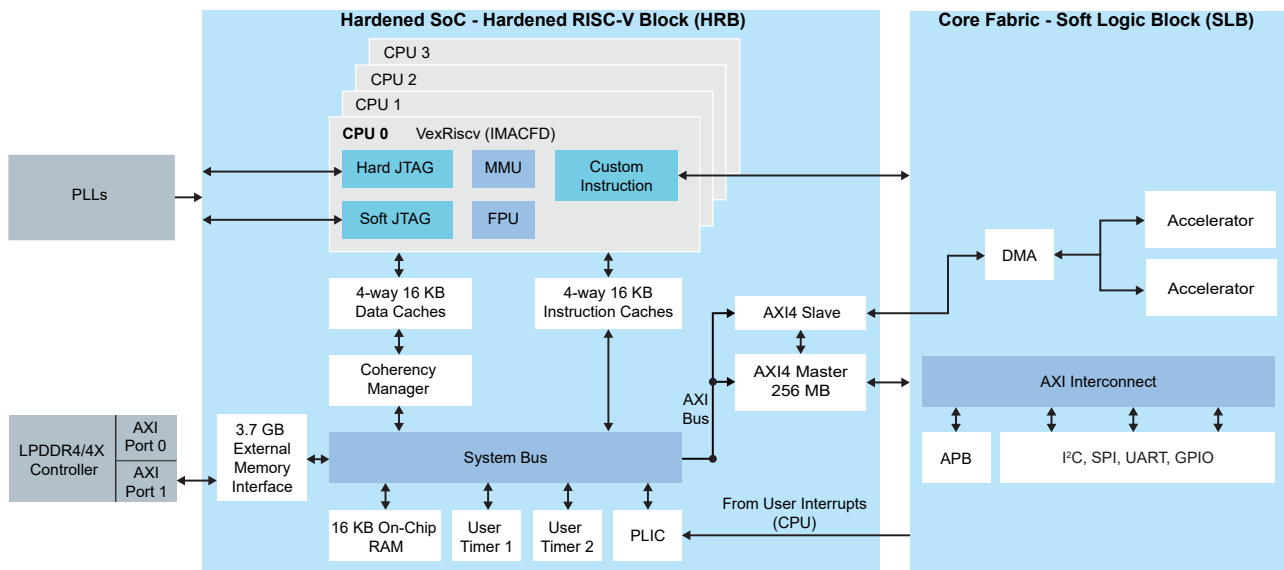 Hardened SoC - Hardened RISC-V Block (HRB)
Core Fabric - Soft Logic Block (SLB)
CPU 3
CPU 2
CPU 1
CPU 0 VexRiscv (IMACFD)
Hard JTAG
MMU
Custom
Instruction
Soft JTAG
FPU
PLLs
4-way 16 KB
Data Caches
4-way 16 KB
Instruction Caches
Coherency
Manager
AXI4 Slave
AXI4 Master
256 MB
AXI
Bus
DMA
Accelerator
Accelerator
AXI Interconnect
APB
I²C, SPI, UART, GPIO
LPDDR4/4X
Controller
AXI
Port 0
AXI
Port 1
3.7 GB
External
Memory
Interface
System Bus
16 KB On-Chip
RAM
User
Timer 1
User
Timer 2
PLIC
From User Interrupts
(CPU)